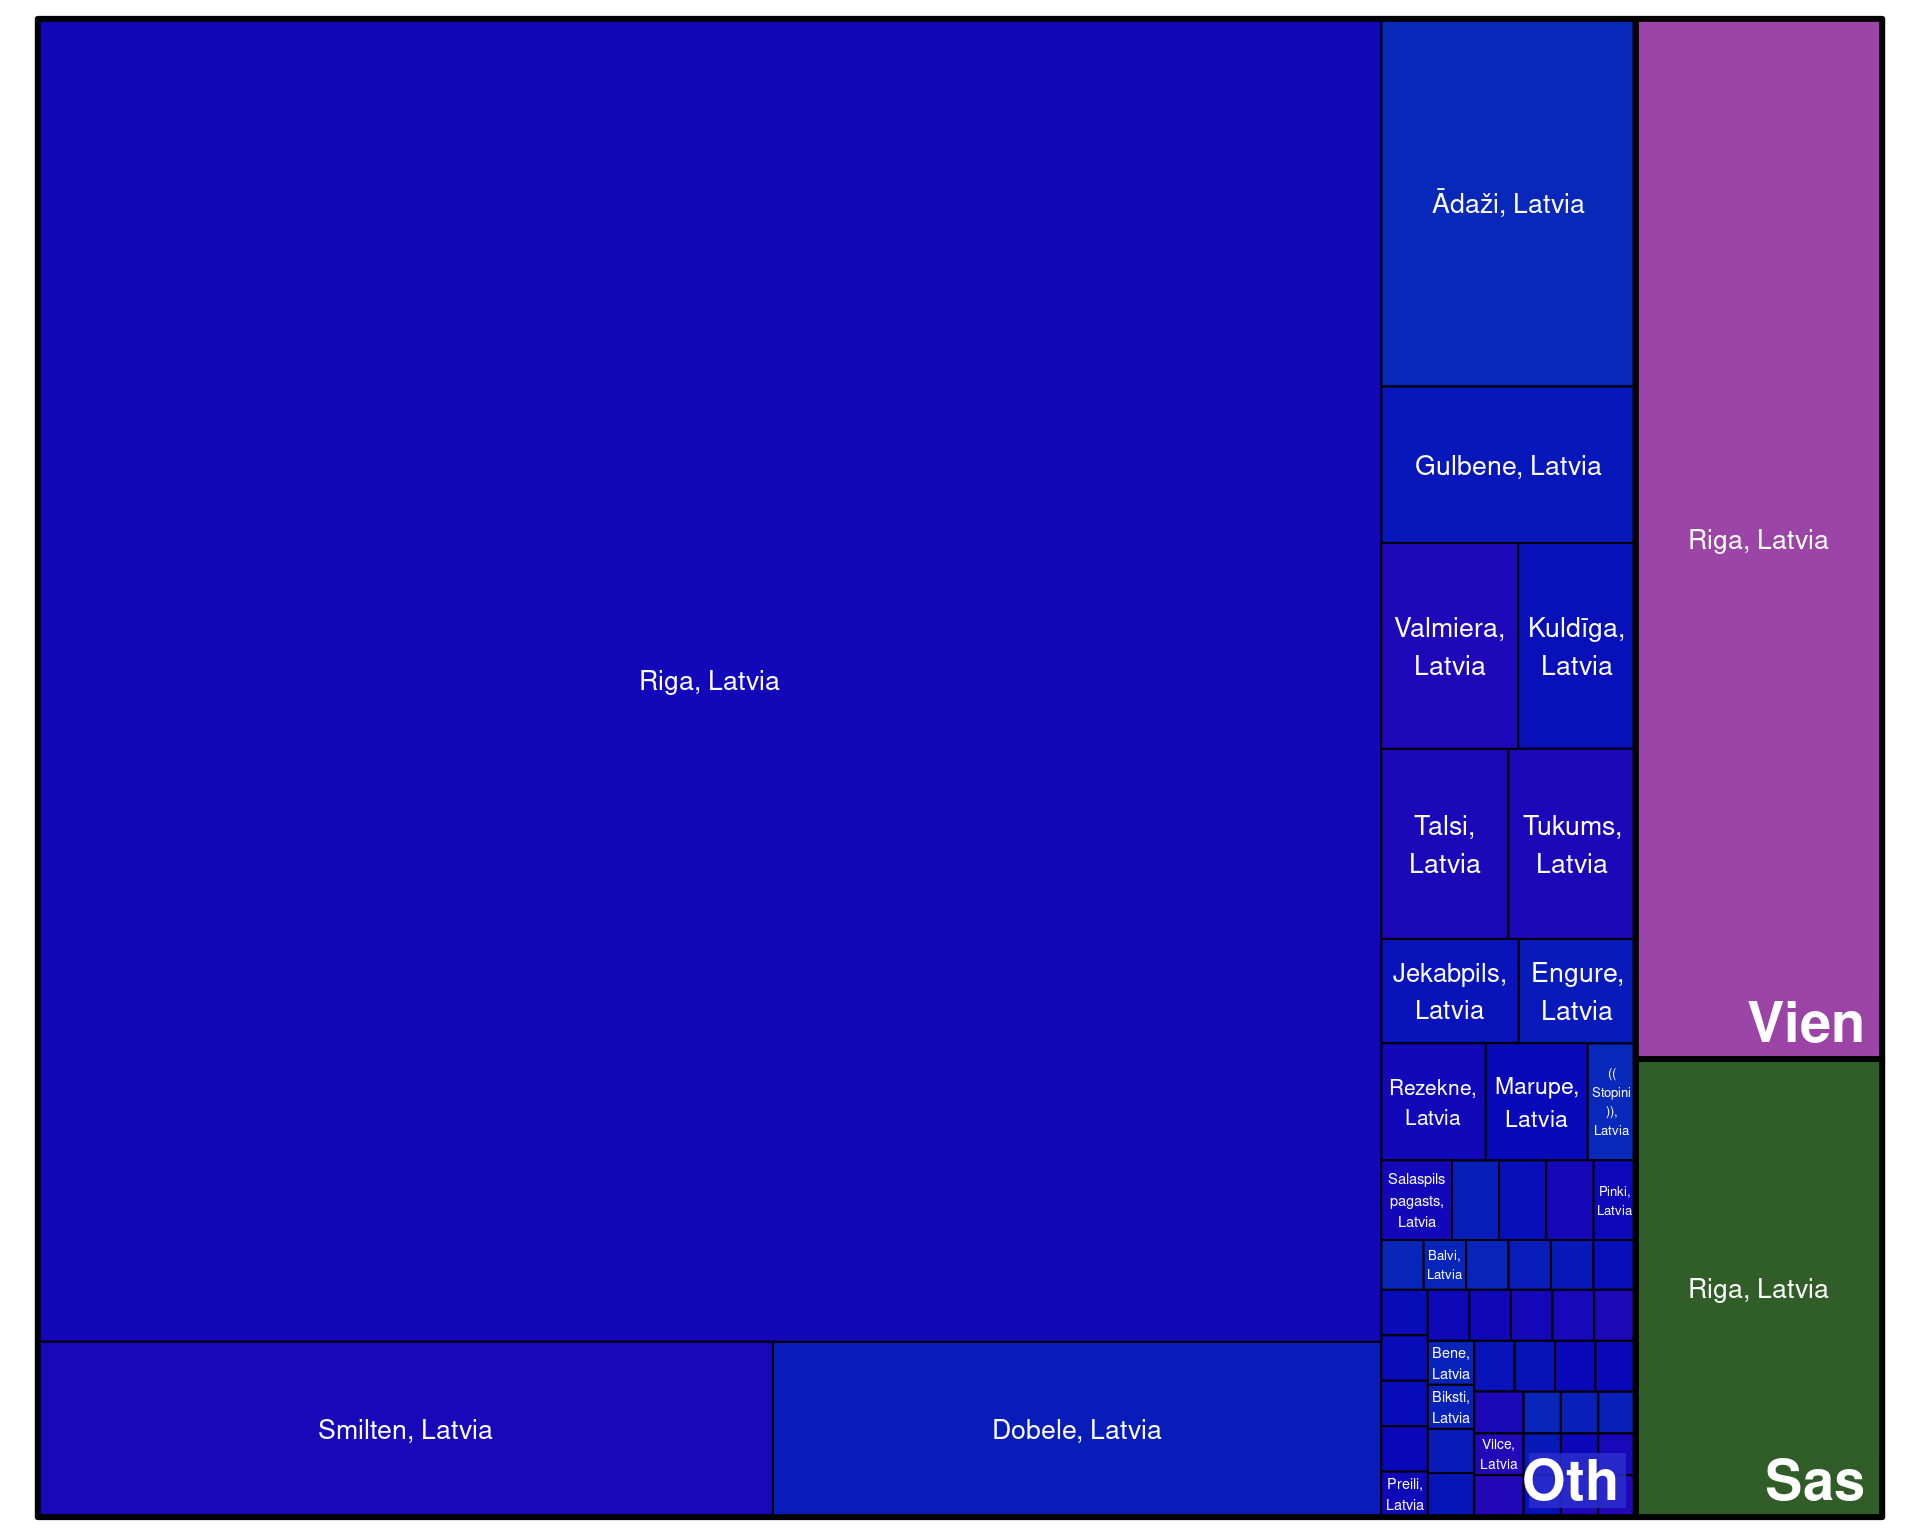 Riga, Latvia
Smilten, Latvia
Dobele, Latvia
Ādaži, Latvia
Gulbene, Latvia
Valmiera,
Latvia
Kuldīga,
Latvia
Talsi,
Latvia
Tukums,
Latvia
Jekabpils,
Latvia
Engure,
Latvia
Rezekne,
Latvia
Marupe,
Latvia
((
Stopini
)),
Latvia
Salaspils
pagasts,
Latvia
Pinki,
Latvia
Balvi,
Latvia
Bene,
Latvia
Biksti,
Latvia
Vilce,
Latvia
Preili,
Latvia
Oth
Riga, Latvia
Vien
Riga, Latvia
Sas